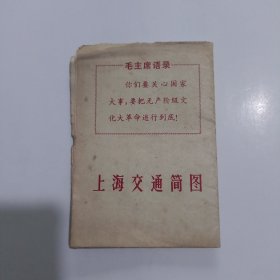 毛主席语录
你们要关心国家
大事，要把无产阶级文
化大革命进行到底！
上海交通简图